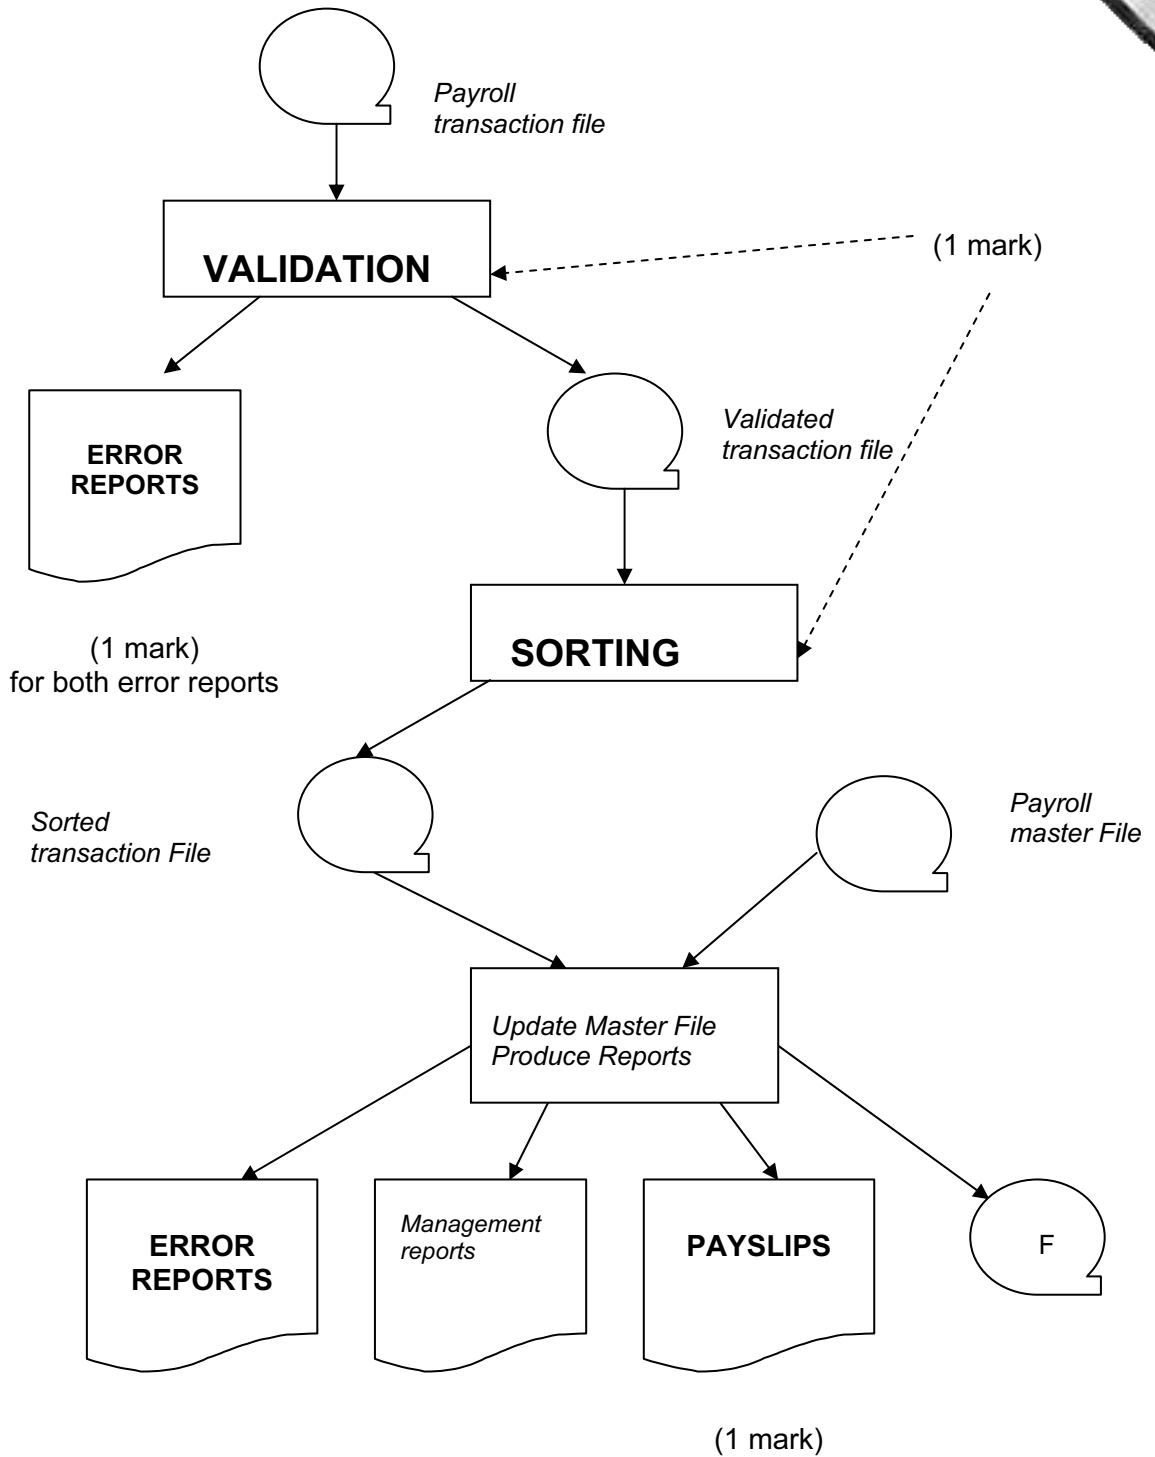 Payroll
transaction file
VALIDATION
(1 mark)
ERROR
REPORTS
Validated
transaction file
(1 mark)
for both error reports
SORTING
Sorted
transaction File
Payroll
master File
Update Master File
Produce Reports
ERROR
REPORTS
Management
reports
PAYSLIPS
F
(1 mark)